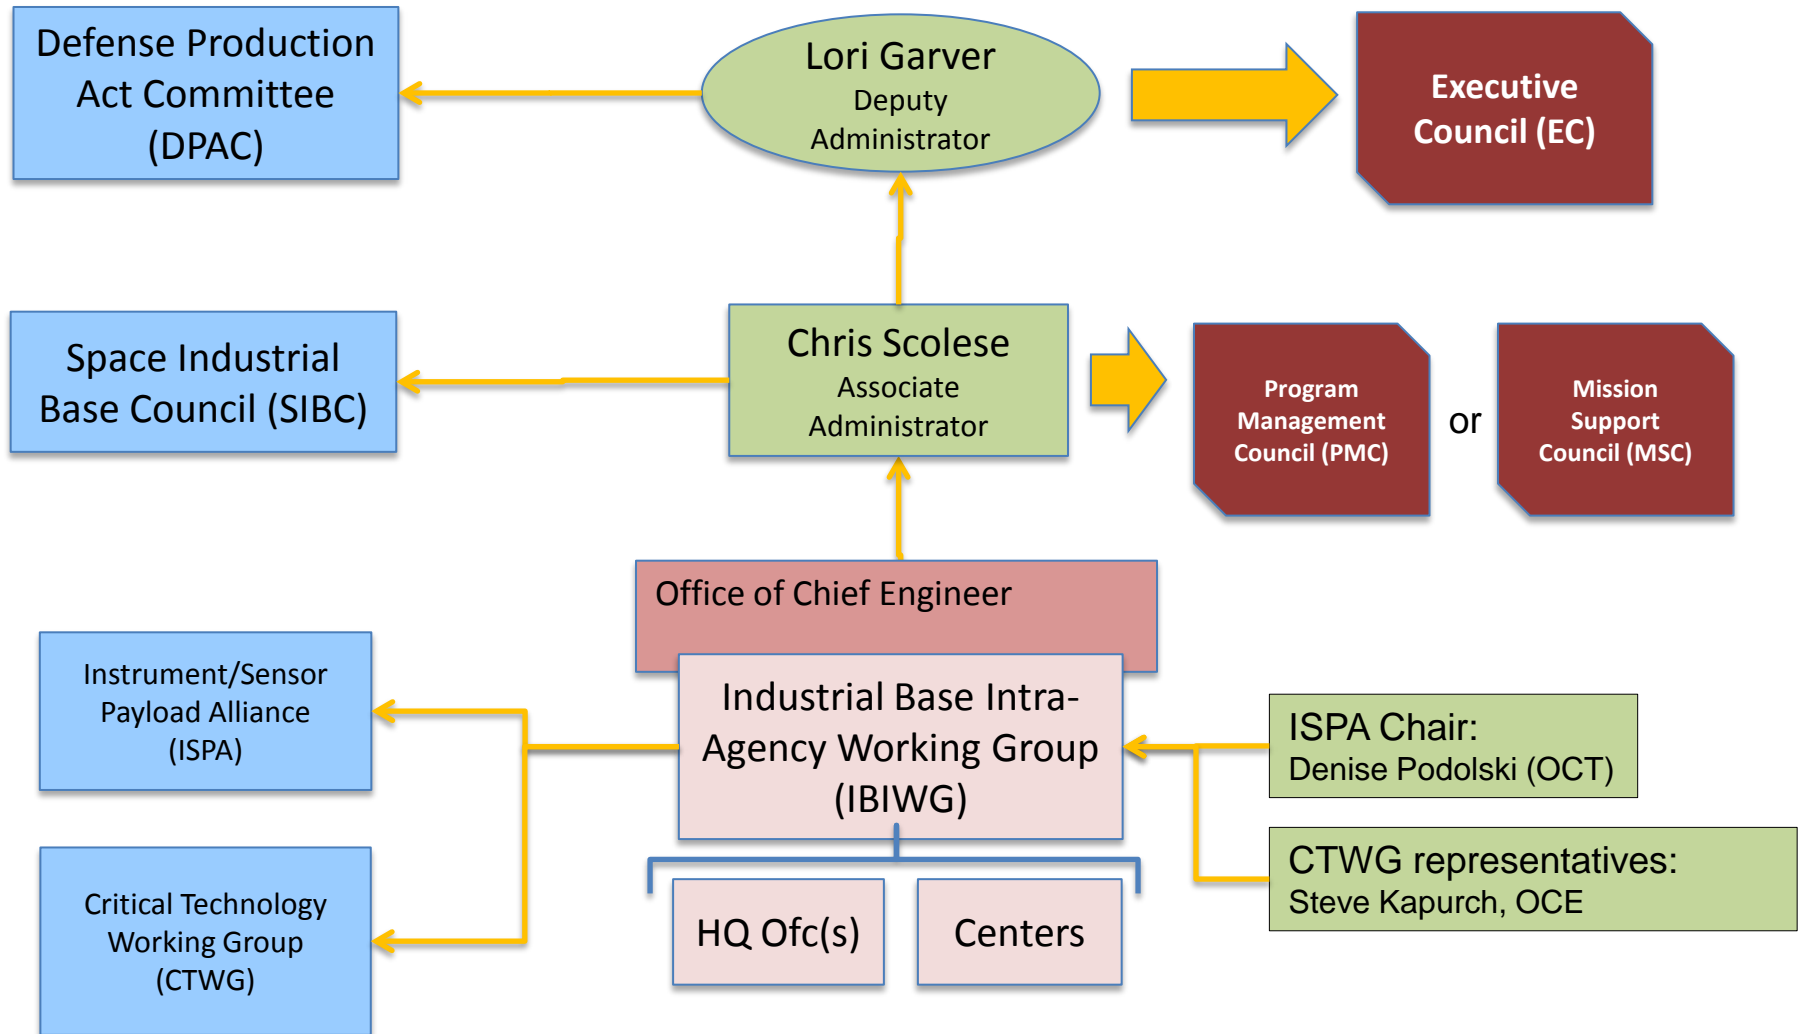 Defense Production
Act Committee
(DPAC)
Lori Garver
Deputy
Administrator
Executive
Council (EC)
Space Industrial
Base Council (SIBC)
Chris Scolese
Associate
Administrator
Program
Management
Council (PMC)
or
Mission
Support
Council (MSC)
Office of Chief Engineer
Instrument/Sensor
Payload Alliance
(ISPA)
Industrial Base Intra-
Agency Working Group
(IBIWG)
ISPA Chair:
Denise Podolski (OCT)
CTWG representatives:
Steve Kapurch, OCE
Critical Technology
Working Group
(CTWG)
HQ Ofc(s)
Centers